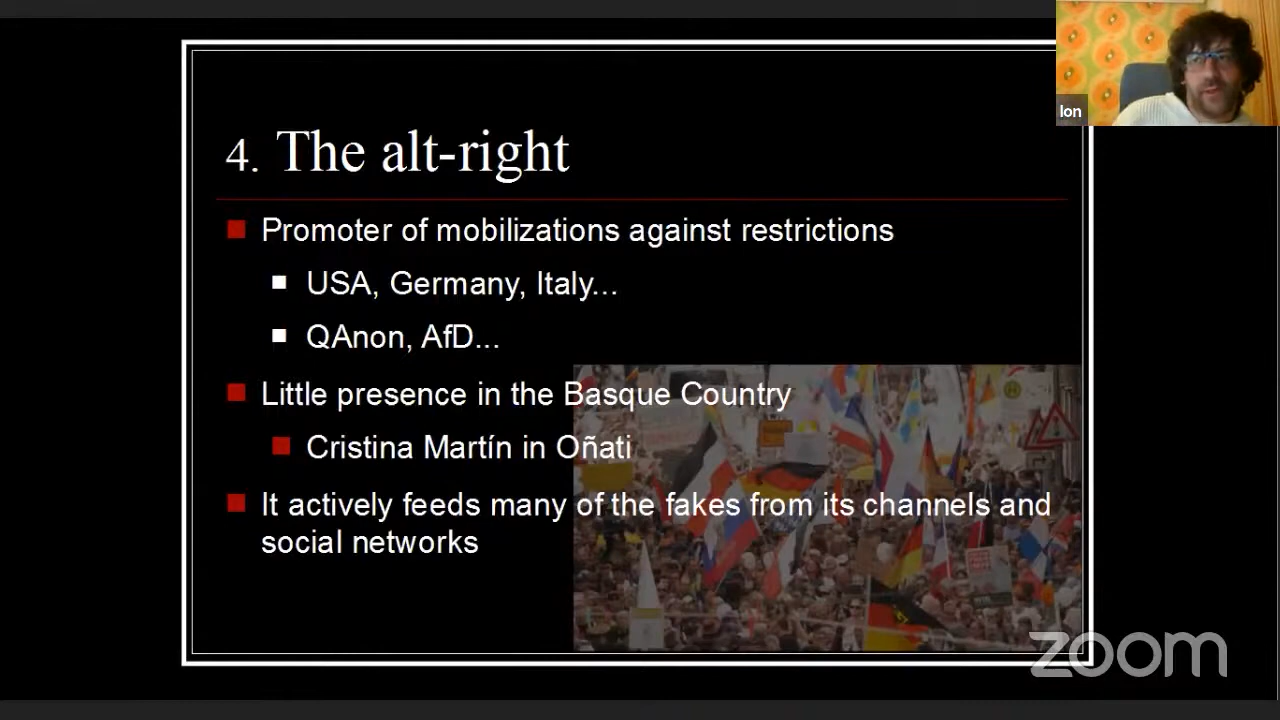 Ion
4. The alt-right
Promoter of mobilizations against restrictions
USA, Germany, Italy...
QAnon, AfD...
Little presence in the Basque Country
Cristina Martín in Oñati
It actively feeds many of the fakes from its channels and
social networks
zoom